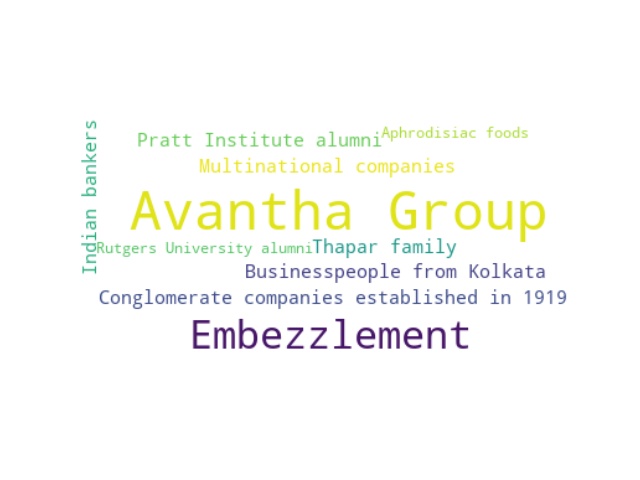 Indian bankers
Pratt Institute alumni
Aphrodisiac foods
Multinational companies
Avantha Group
Rutgers University alumni
Thapar family
Businesspeople from Kolkata
Conglomerate companies established in 1919
Embezzlement